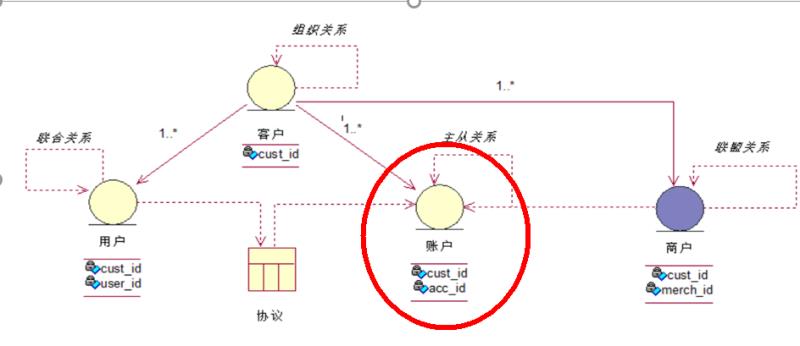 组织关系
1..*
客户
cust_id
1..*
1..*
联合关系
主从关系
联盟关系
用户
cust_id
user_id
协议
账户
cust_id
acc_id
商户
cust_id
merch_id